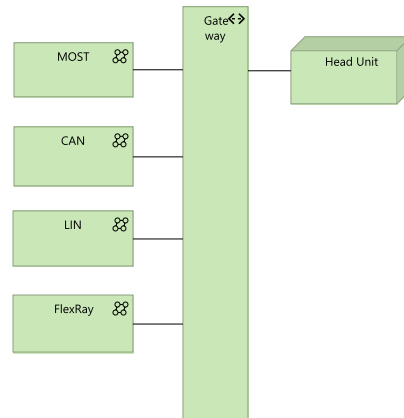 Gate
way
MOST
Head Unit
CAN
LIN
FlexRay